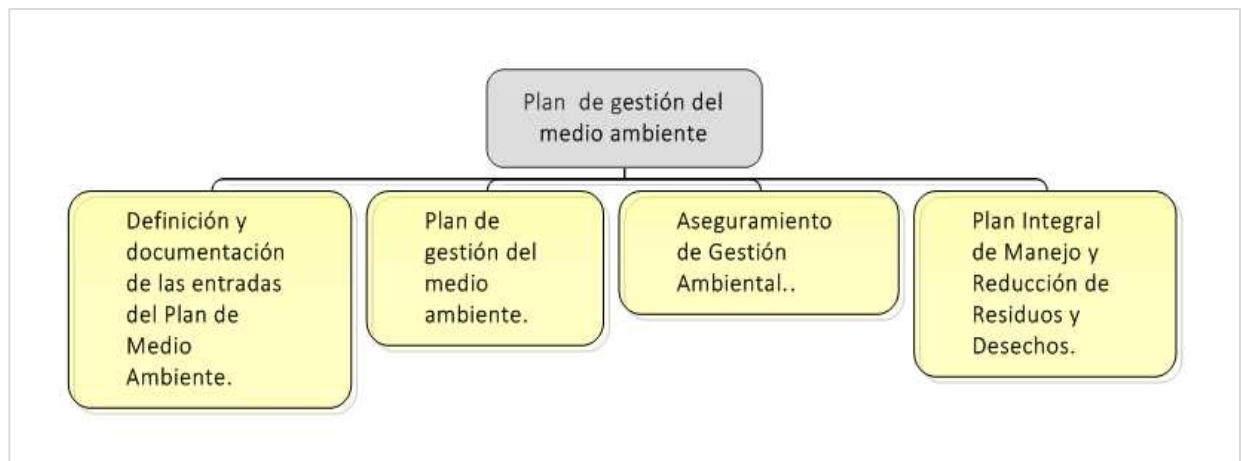 Plan de gestión del
medio ambiente
Definición y
documentación
de las entradas
del Plan de
Medio
Ambiente.
Plan de
gestión del
medio
ambiente.
Aseguramiento
de Gestión
Ambiental..
Plan Integral
de Manejo y
Reducción de
Residuos y
Desechos.